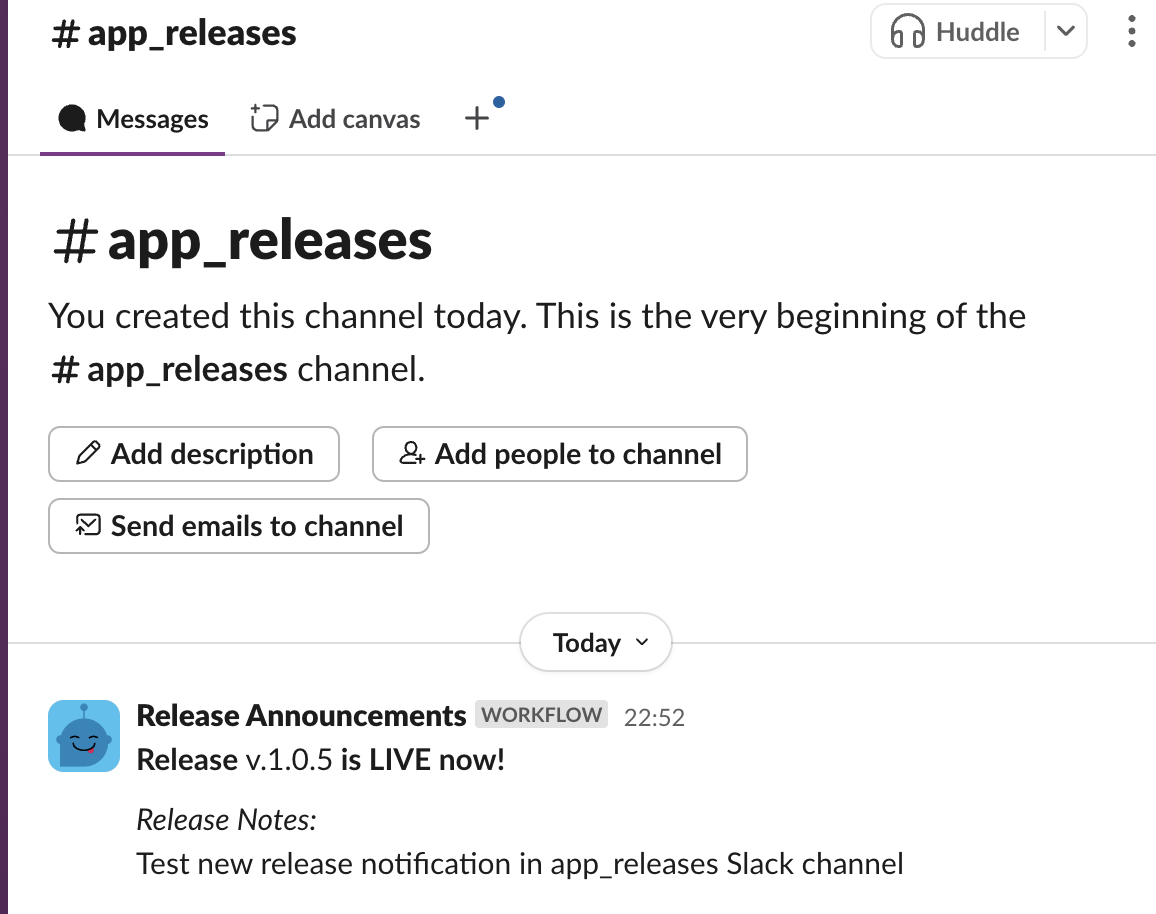 # app_releases
Huddle
Messages
Add canvas
+
# app_releases
You created this channel today. This is the very beginning of the
# app_releases channel.
Add description
Add people to channel
Send emails to channel
Today
Release Announcements WORKFLOW 22:52
Release v.1.0.5 is LIVE now!
Release Notes:
Test new release notification in app_releases Slack channel